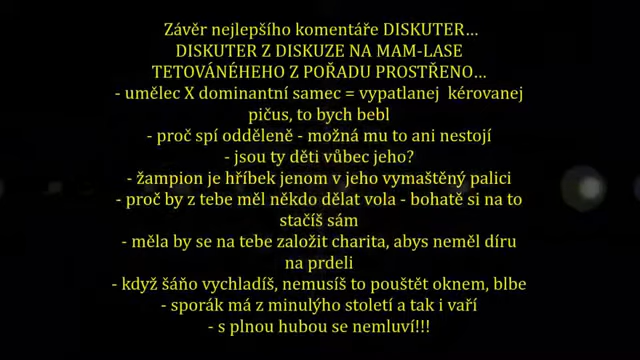 Závěr nejlepšího komentáře DISKUTER…
DISKUTER Z DISKUZE NA MAM-LASE
TETOVÁNÉHEHO Z POŘADU PROSTŘENO…
- umělec X dominantní samec = vypatlanej kérovanej
pičus, to bych bebl
- proč spí odděleně - možná mu to ani nestojí
- jsou ty děti vůbec jeho?
- žampion je hříbek jenom v jeho vymaštěný palici
- proč by z tebe měl někdo dělat vola - bohatě si na to
stačíš sám
- měla by se na tebe založit charita, abys neměl díru
na prdeli
- když šáňo vychladíš, nemusíš to pouštět oknem, blbe
- sporák má z minulýho století a tak i vaří
- s plnou hubou se nemluví!!!